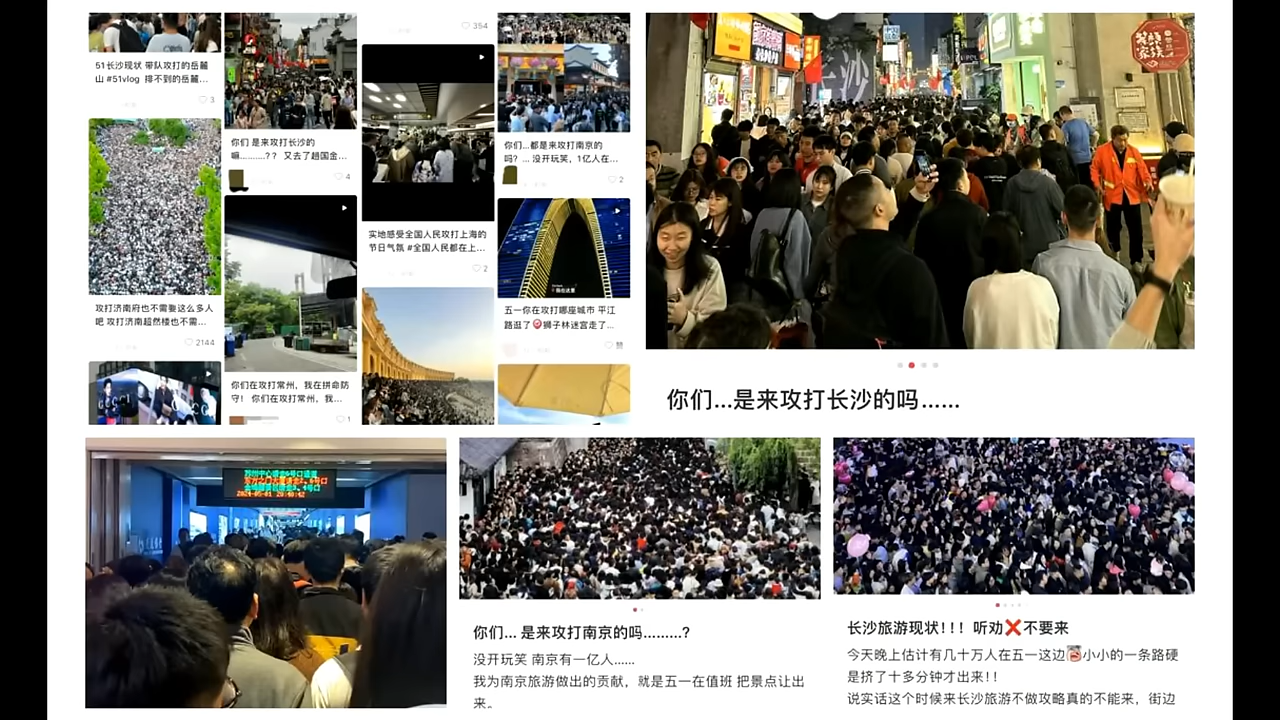 51长沙现状 带队攻打的岳麓
山 #51vlog 排不到的岳麓…
3
攻打济南府也不需要这么多人
吧 攻打济南超然楼也不需…
2144
你们 是来攻打长沙的
嘛……….？？ 又去了趟国金…
4
你们在攻打常州，我在拼命防
守！ 你们在攻打常州，我…
1
354
实地感受全国人民攻打上海的
节日气氛 #全国人民都在上…
2
你们…都是来攻打南京的
吗？… 没开玩笑，1亿人在…
2
五一你在攻打哪座城市 平江
路逛了狮子林迷宫走了…
赞
你们…是来攻打长沙的吗……
2024-05-01 20:40:42
你们… 是来攻打南京的吗………?
没开玩笑 南京有一亿人……
我为南京旅游做出的贡献，就是五一在值班 把景点让出
来。
长沙旅游现状！！！听劝❌不要来
今天晚上估计有几十万人在五一这边小小的一条路硬
是挤了十多分钟才出来！！
说实话这个时候来长沙旅游不做攻略真的不能来，街边